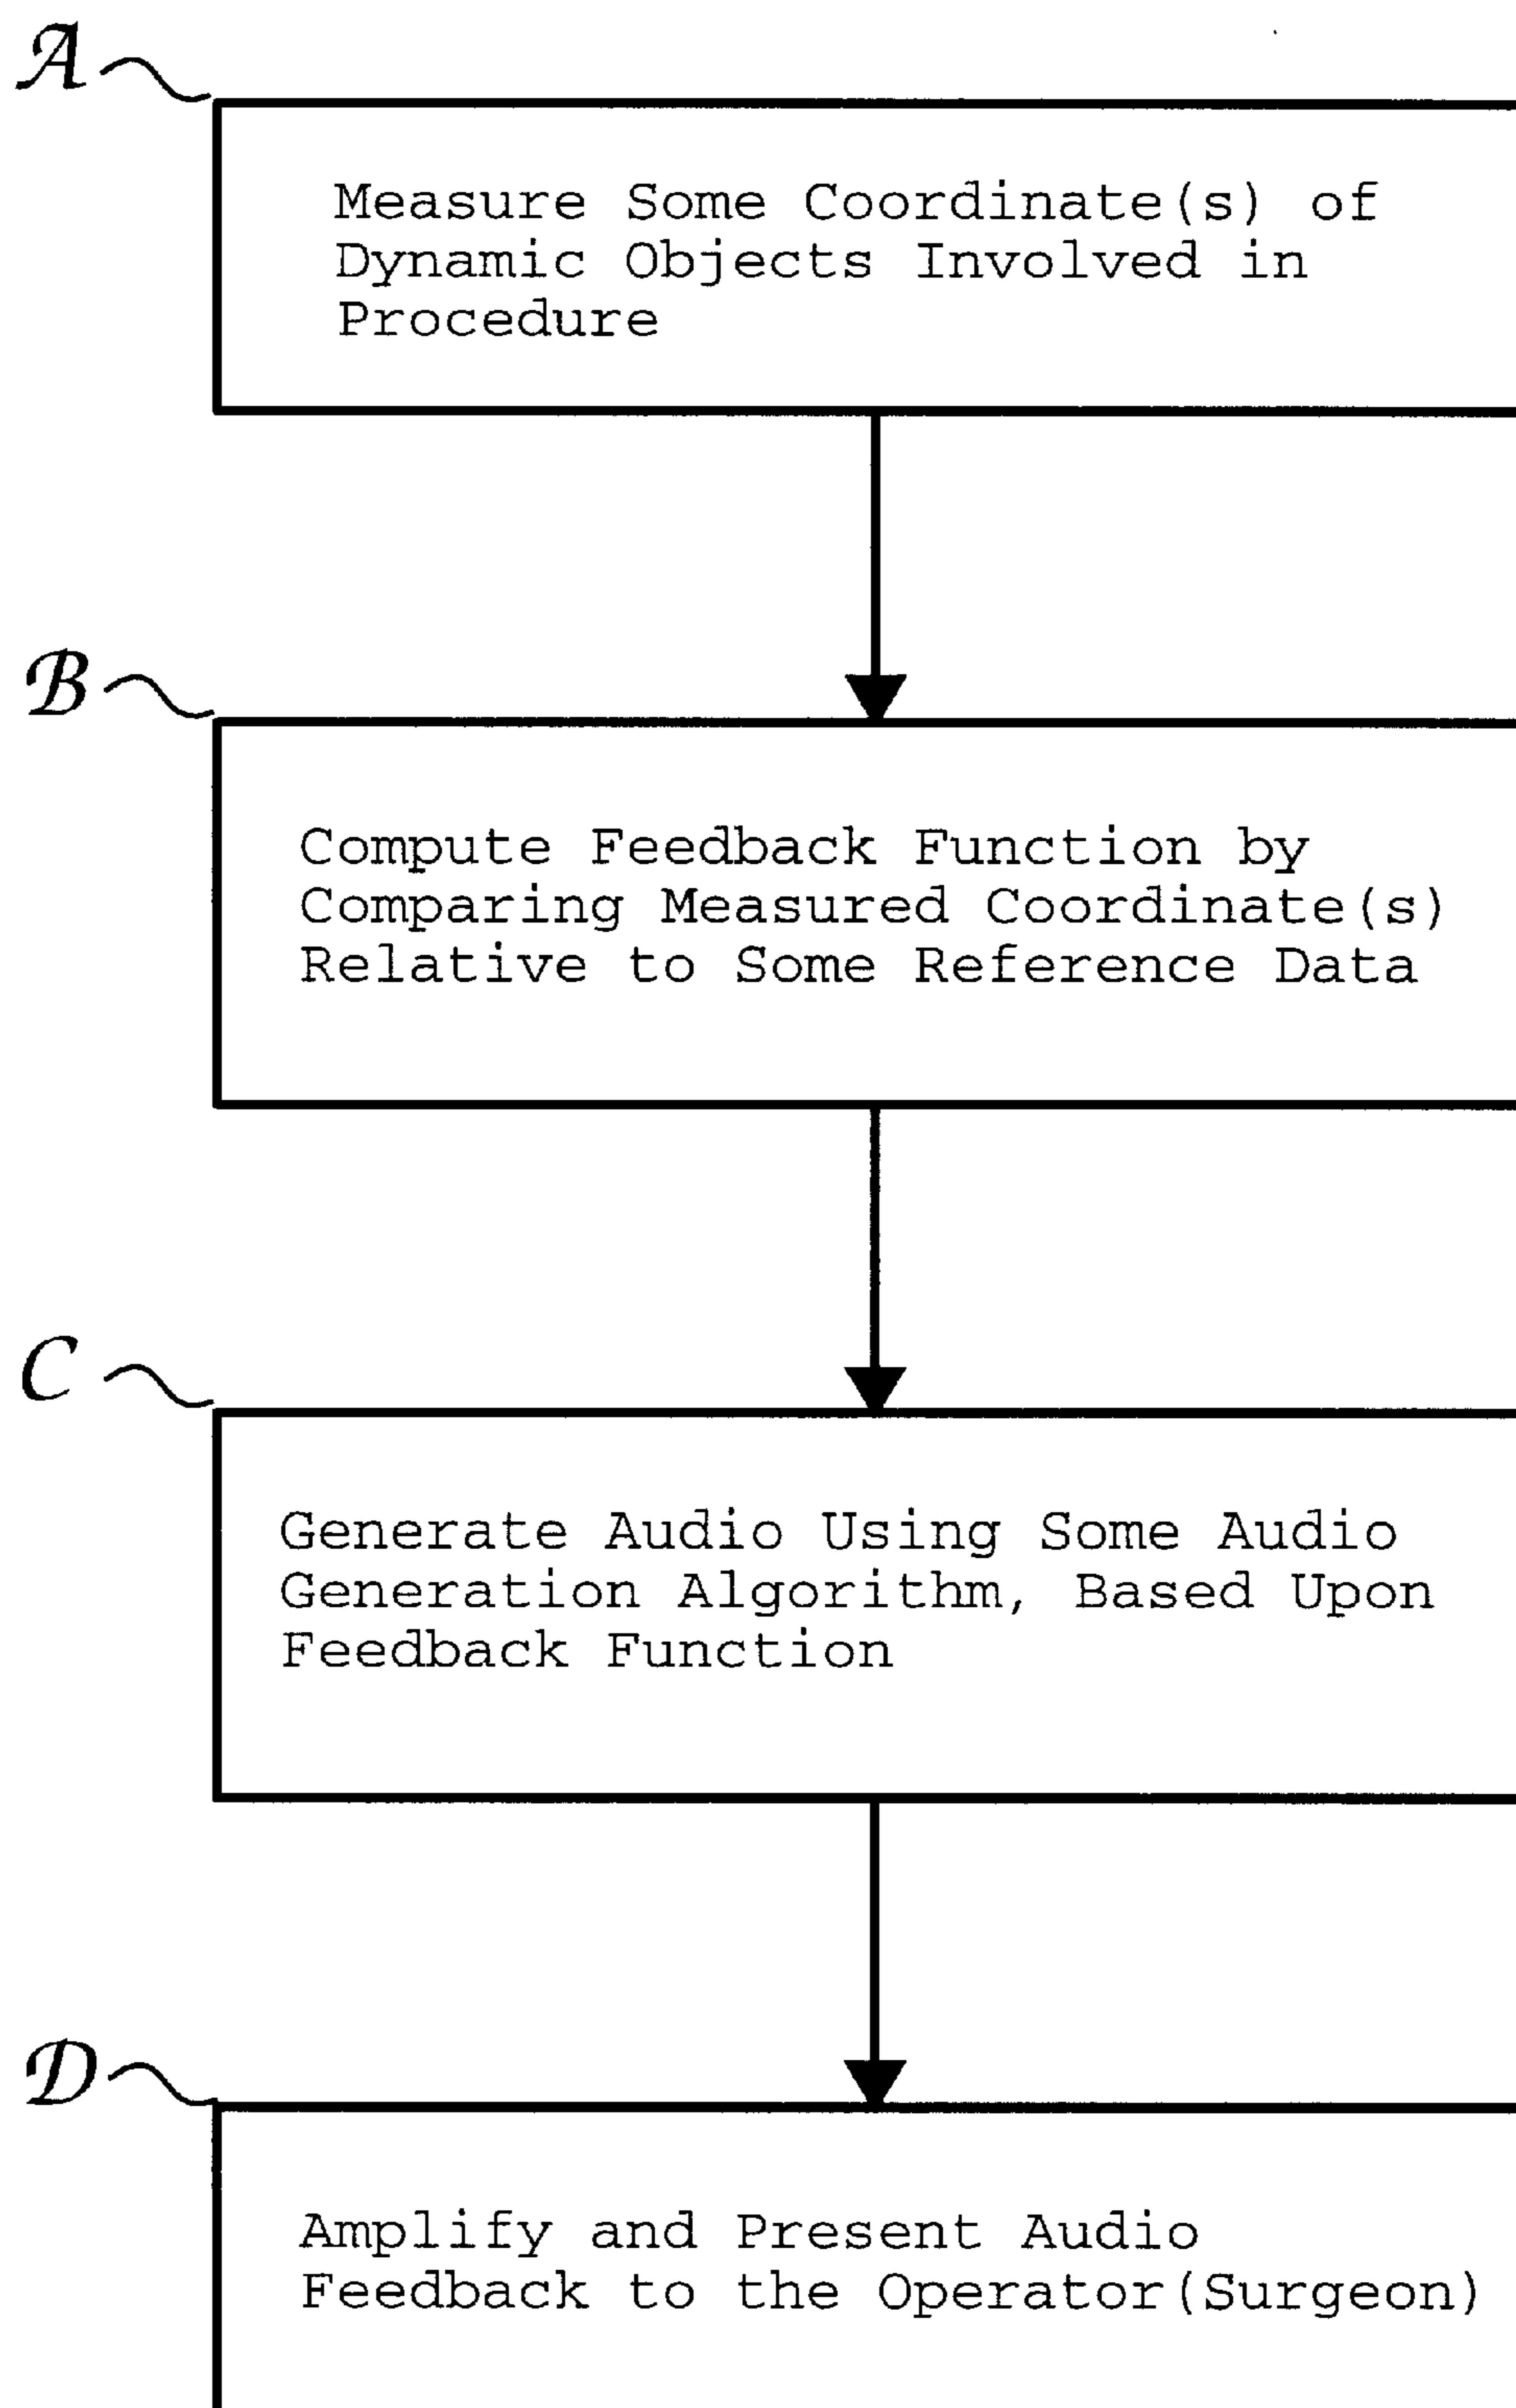 A
Measure Some Coordinate(s) of
Dynamic Objects Involved in
Procedure
B
Compute Feedback Function by
Comparing Measured Coordinate(s)
Relative to Some Reference Data
C
Generate Audio Using Some Audio
Generation Algorithm, Based Upon
Feedback Function
D
Amplify and Present Audio
Feedback to the Operator(Surgeon)